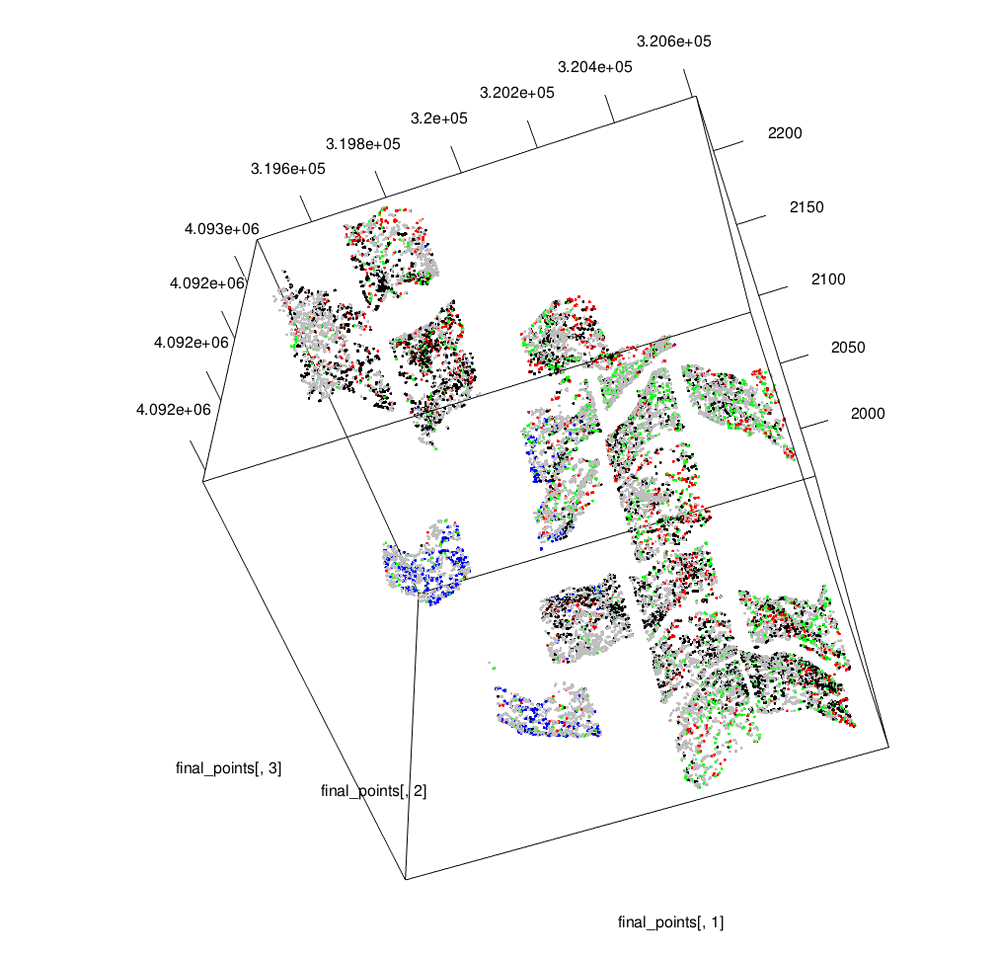 3.206e+05
3.204e+05
3.202e+05
3.2e+05
3.198e+05
3.196e+05
2200
2150
2100
2050
2000
4.093e+06
4.092e+06
4.092e+06
4.092e+06
final_points[, 3]
final_points[, 2]
final_points[, 1]